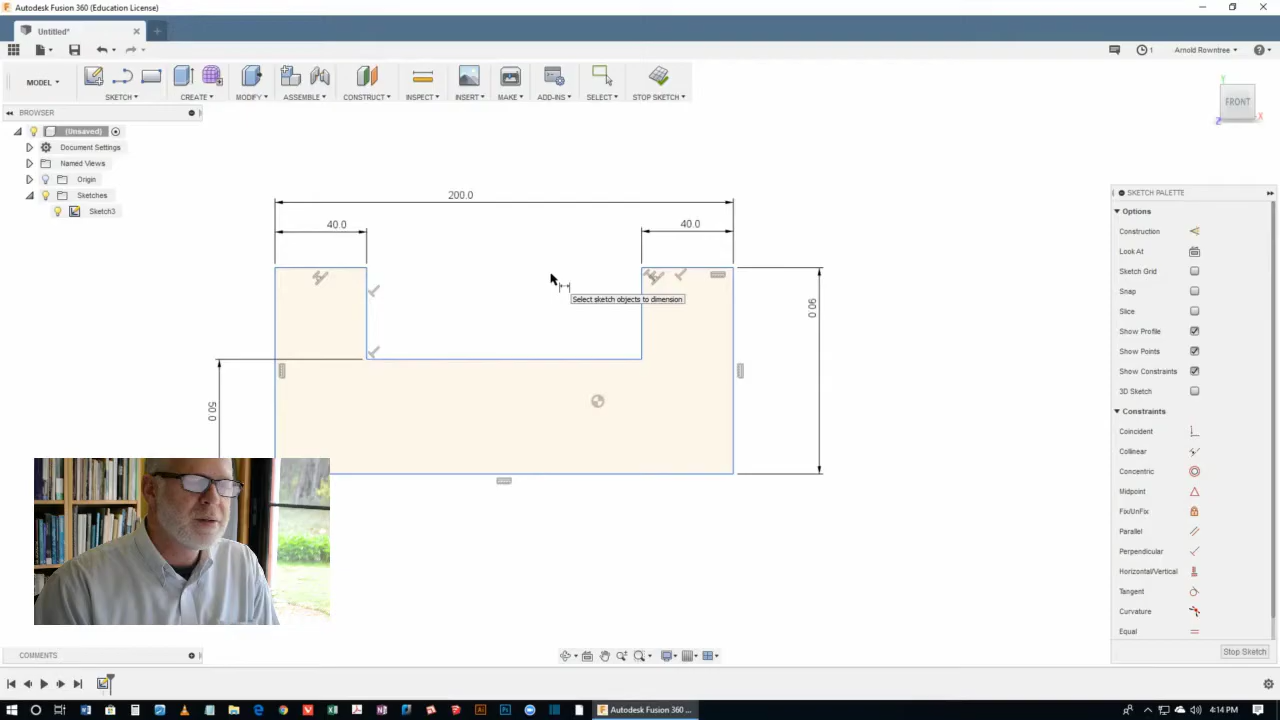 Autodesk Fusion 360 (Education License)
Untitled*
1
Arnold Rowntree
MODEL
SKETCH
CREATE
MODIFY
ASSEMBLE
CONSTRUCT
INSPECT
INSERT
MAKE
ADD-INS
SELECT
STOP SKETCH
BROWSER
(Unsaved)
Document Settings
Named Views
Origin
Sketches
Sketch3
Y
FRONT
X
Z
200.0
40.0
40.0
90.0
50.0
Select sketch objects to dimension
SKETCH PALETTE
Options
Construction
Look At
Sketch Grid
Snap
Slice
Show Profile
Show Points
Show Constraints
3D Sketch
Constraints
Coincident
Collinear
Concentric
Midpoint
Fix/UnFix
Parallel
Perpendicular
Horizontal/Vertical
Tangent
Curvature
Equal
Stop Sketch
COMMENTS
Autodesk Fusion 360 ...
4:14 PM